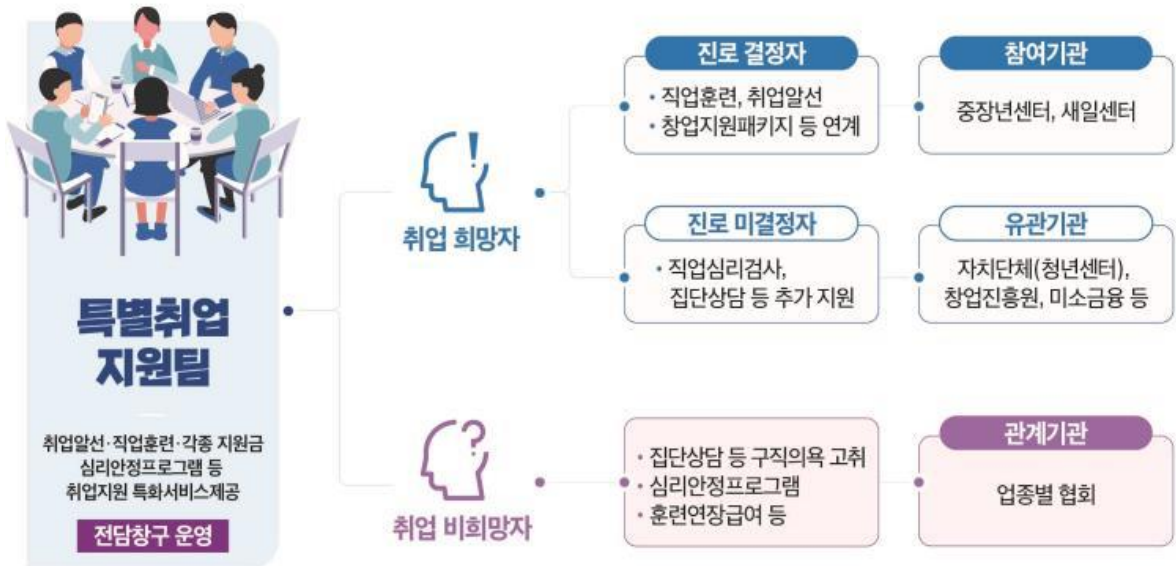 특별취업
지원팀
취업알선·직업훈련·각종 지원금
심리안정프로그램 등
취업지원 특화서비스제공
전담창구 운영
취업 희망자
진로 결정자
• 직업훈련, 취업알선
• 창업지원패키지 등 연계
참여기관
중장년센터, 새일센터
진로 미결정자
• 직업심리검사,
집단상담 등 추가 지원
유관기관
자치단체(청년센터),
창업진흥원, 미소금융 등
취업 비희망자
• 집단상담 등 구직의욕 고취
• 심리안정프로그램
• 훈련연장급여 등
관계기관
업종별 협회